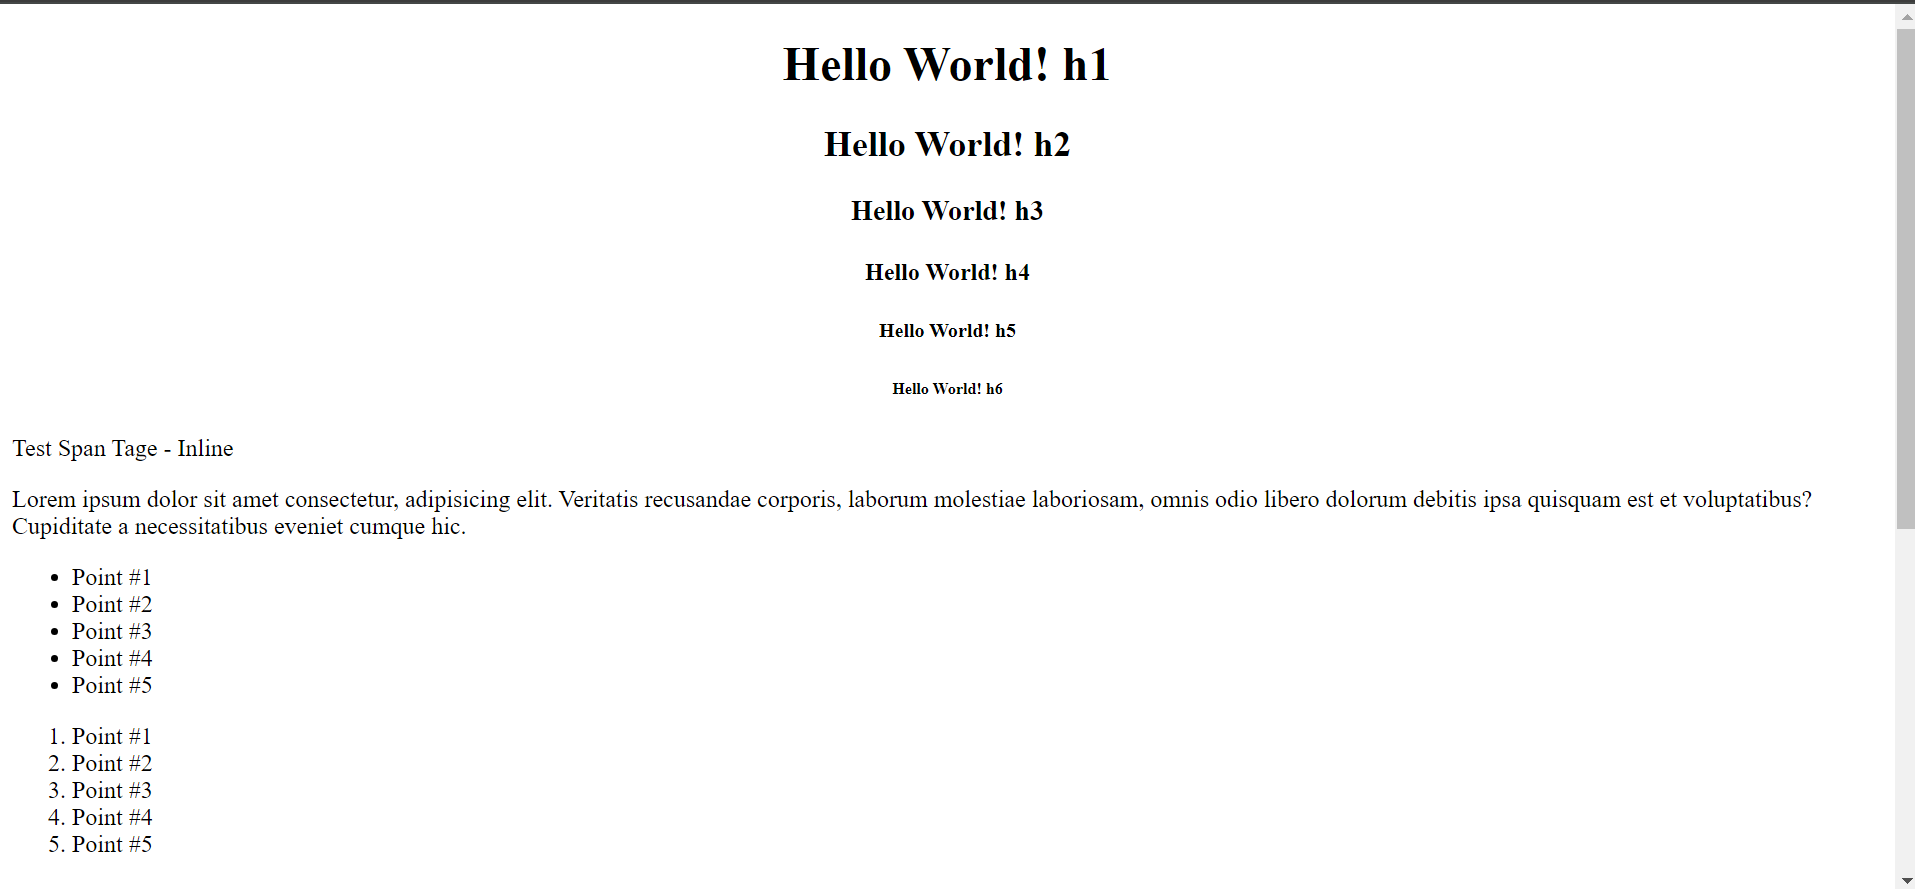 Hello World! h1
Hello World! h2
Hello World! h3
Hello World! h4
Hello World! h5
Hello World! h6
Test Span Tage - Inline
Lorem ipsum dolor sit amet consectetur, adipisicing elit. Veritatis recusandae corporis, laborum molestiae laboriosam, omnis odio libero dolorum debitis ipsa quisquam est et voluptatibus?
Cupiditate a necessitatibus eveniet cumque hic.
• Point #1
• Point #2
• Point #3
• Point #4
• Point #5
1. Point #1
2. Point #2
3. Point #3
4. Point #4
5. Point #5